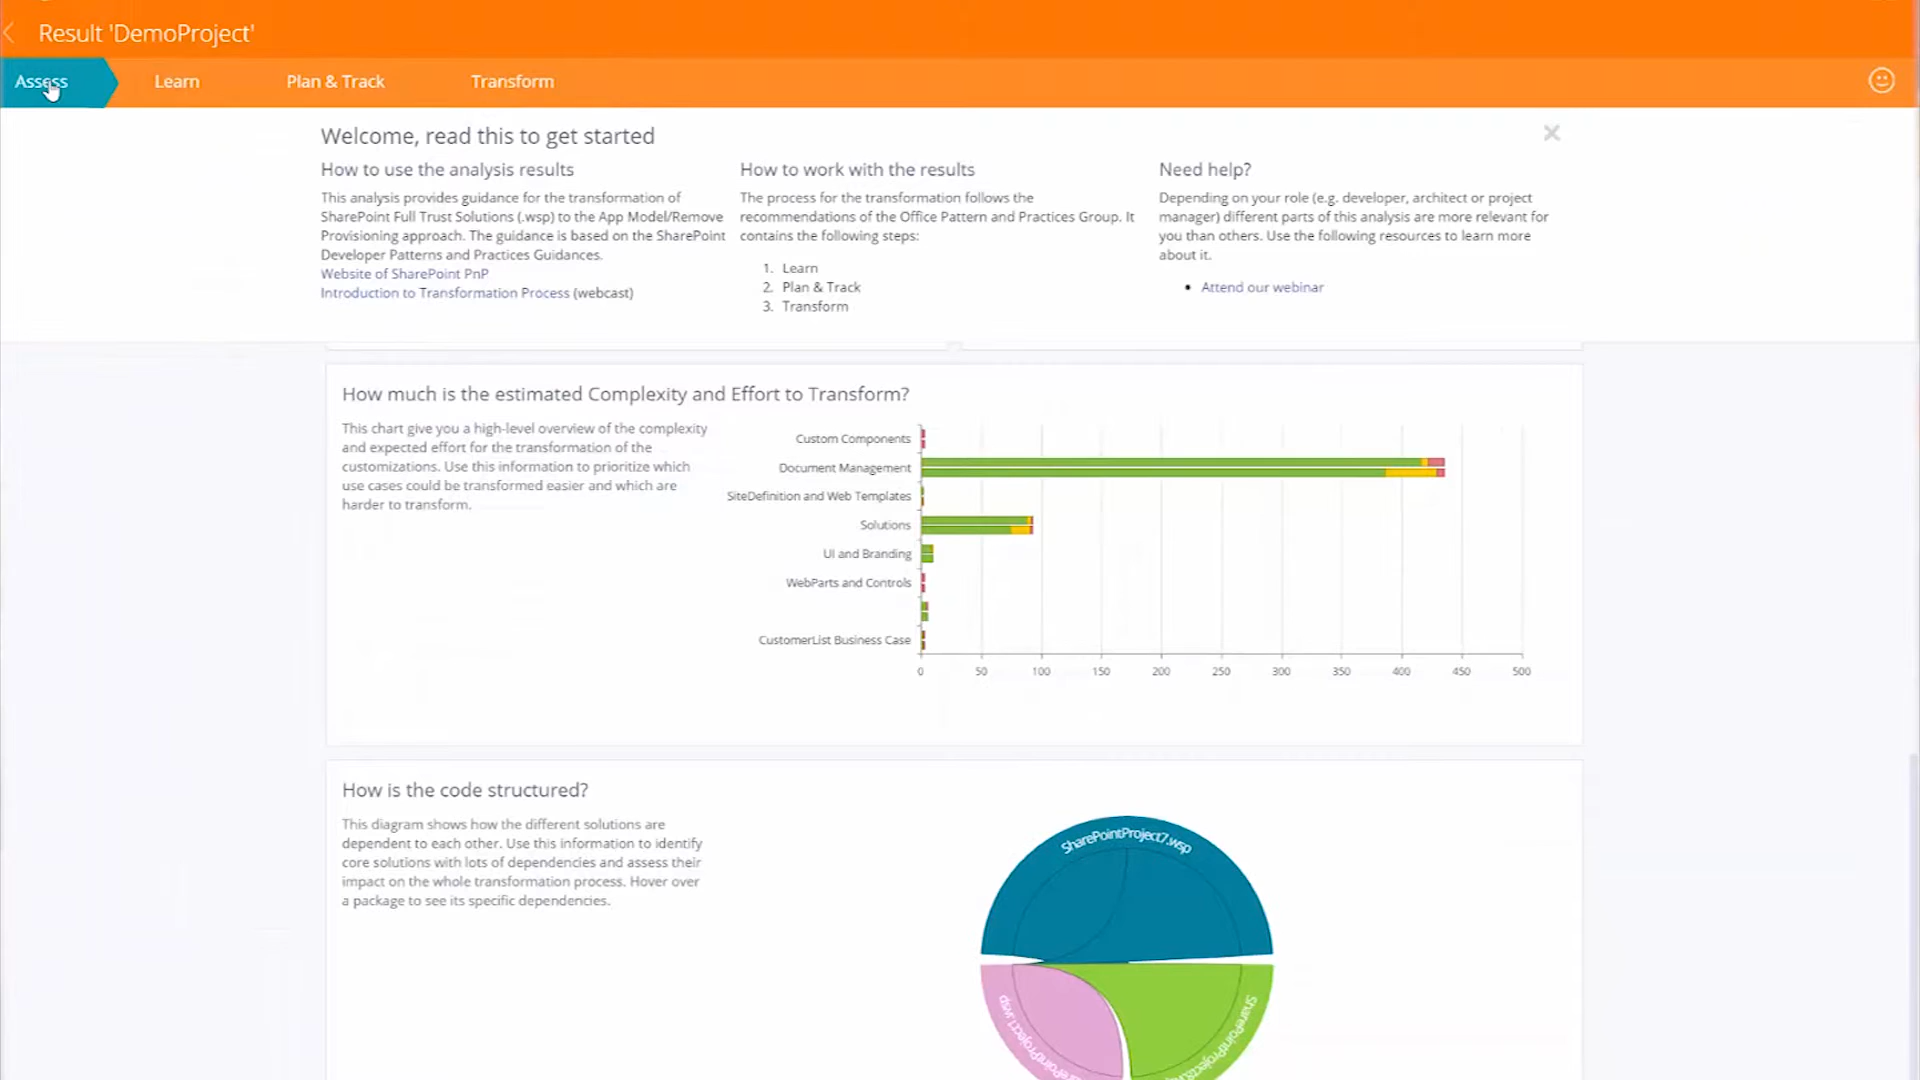 Result 'DemoProject'
Assess
Learn
Plan & Track
Transform
Welcome, read this to get started
How to use the analysis results
This analysis provides guidance for the transformation of
SharePoint Full Trust Solutions (.wsp) to the App Model/Remove
Provisioning approach. The guidance is based on the SharePoint
Developer Patterns and Practices Guidances.
Website of SharePoint PnP
Introduction to Transformation Process (webcast)
How to work with the results
The process for the transformation follows the
recommendations of the Office Pattern and Practices Group. It
contains the following steps:
1. Learn
2. Plan & Track
3. Transform
Need help?
Depending on your role (e.g. developer, architect or project
manager) different parts of this analysis are more relevant for
you than others. Use the following resources to learn more
about it.
• Attend our webinar
How much is the estimated Complexity and Effort to Transform?
This chart give you a high-level overview of the complexity
and expected effort for the transformation of the
customizations. Use this information to prioritize which
use cases could be transformed easier and which are
harder to transform.
Custom Components
Document Management
SiteDefinition and Web Templates
Solutions
UI and Branding
WebParts and Controls
CustomerList Business Case
0 50 100 150 200 250 300 350 400 450 500
How is the code structured?
This diagram shows how the different solutions are
dependent to each other. Use this information to identify
core solutions with lots of dependencies and assess their
impact on the whole transformation process. Hover over
a package to see its specific dependencies.
SharePointProject7.wsp